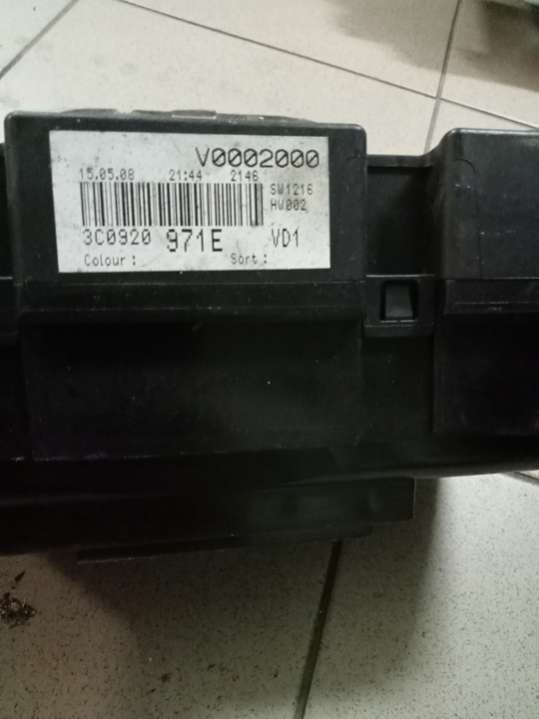 V0002000
15.05.08 21:44 2146
SW1216
HW002
3C0920 971E VD1
Colour : Sort :